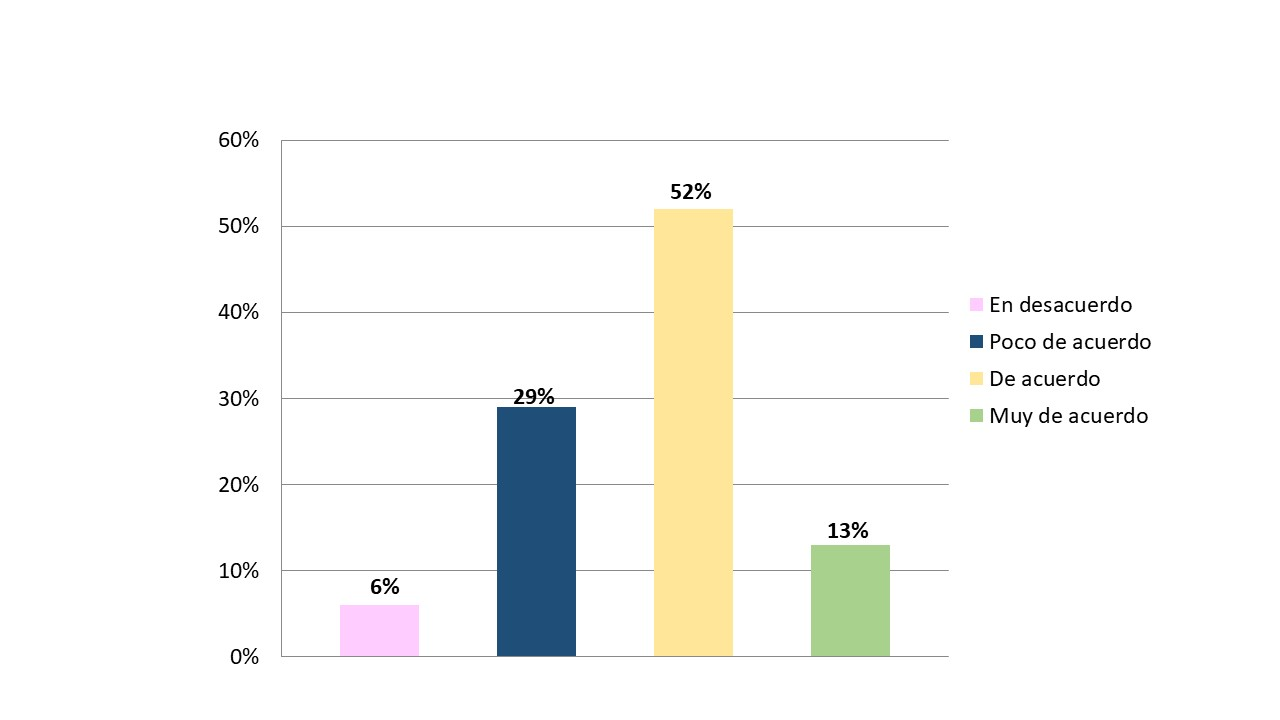 60%
50%
40%
30%
20%
10%
0%
6%
29%
52%
13%
En desacuerdo
Poco de acuerdo
De acuerdo
Muy de acuerdo